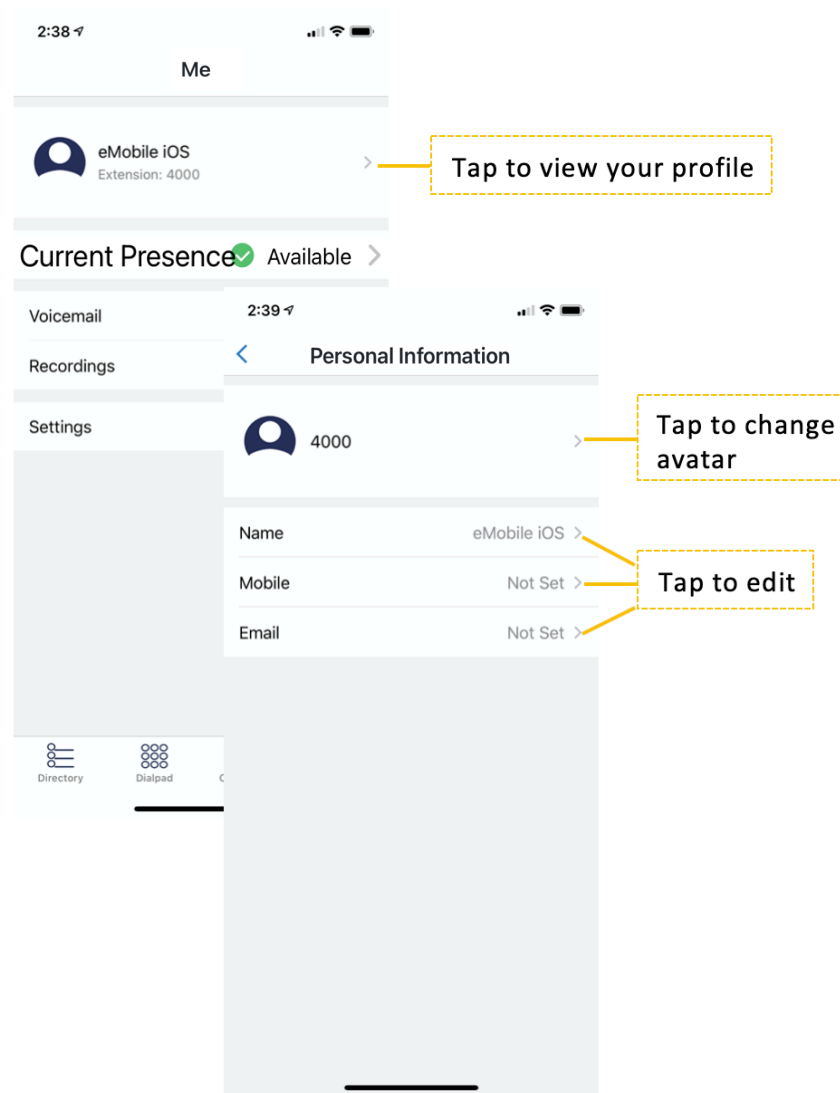 2:38
Me
eMobile iOS
Extension: 4000
Tap to view your profile
Current Presence Available
Voicemail
Recordings
Settings
Directory
Dialpad
2:39
Personal Information
4000
Tap to change
avatar
Name eMobile iOS
Mobile Not Set
Email Not Set
Tap to edit